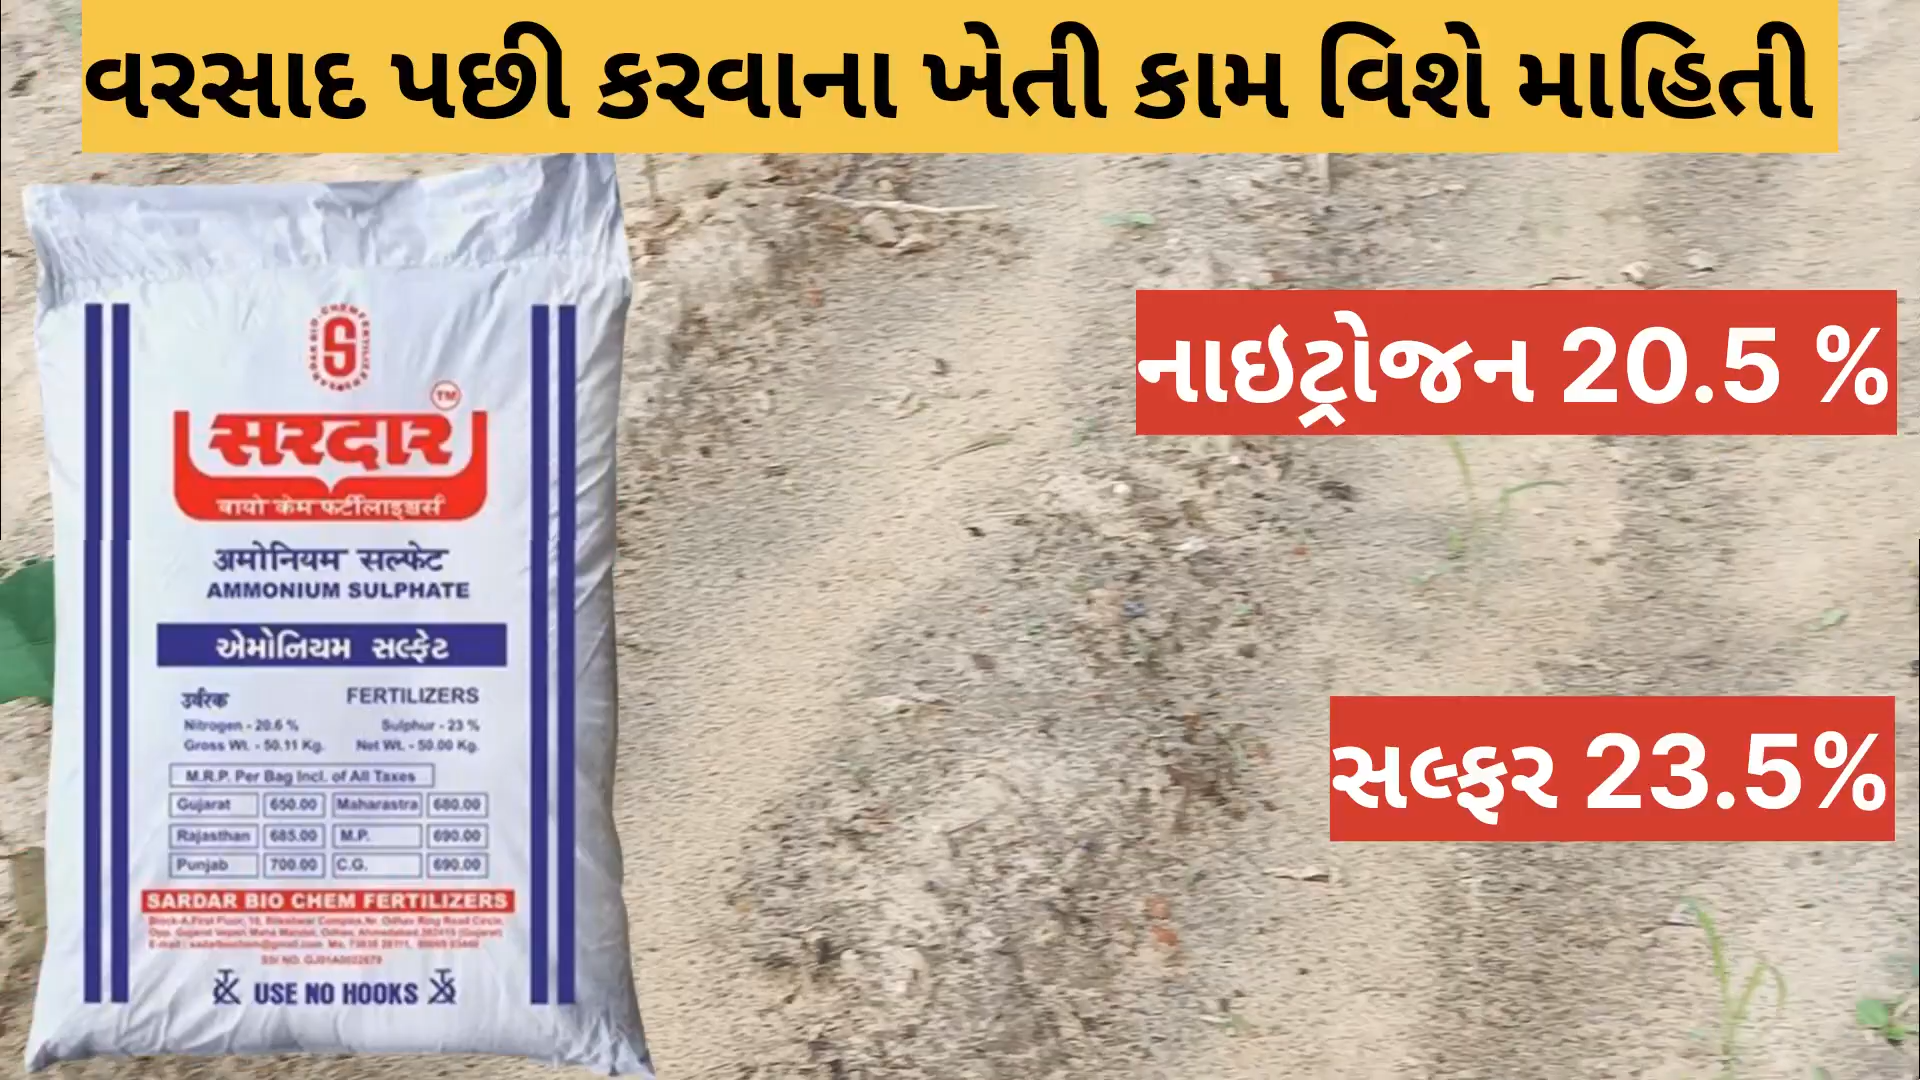 વરસાદ પછી કરવાના ખેતી કામ વિશે માહિતી
નાઇટ્રોજન 20.5 %
સલ્ફર 23.5%
S
TM
સરદાર
बायो केम फर्टीलाइझर्स
अमोनियम सल्फेट
AMMONIUM SULPHATE
એમોનિયમ સલ્ફેટ
उर्वरक FERTILIZERS
Nitrogen - 20.6 % Sulphur - 23 %
Gross Wt. - 50.11 Kg. Net Wt. - 50.00 Kg.
M.R.P. Per Bag Incl. of All Taxes
Gujarat 650.00 Maharastra 680.00
Rajasthan 685.00 M.P. 690.00
Punjab 700.00 C.G. 690.00
SARDAR BIO CHEM FERTILIZERS
USE NO HOOKS